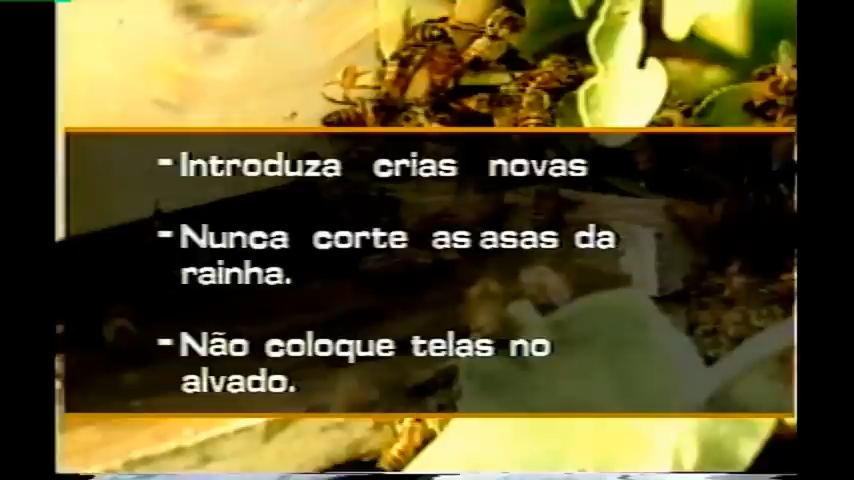 -Introduza crias novas
-Nunca corte as asas da
rainha.
-Não coloque telas no
alvado.